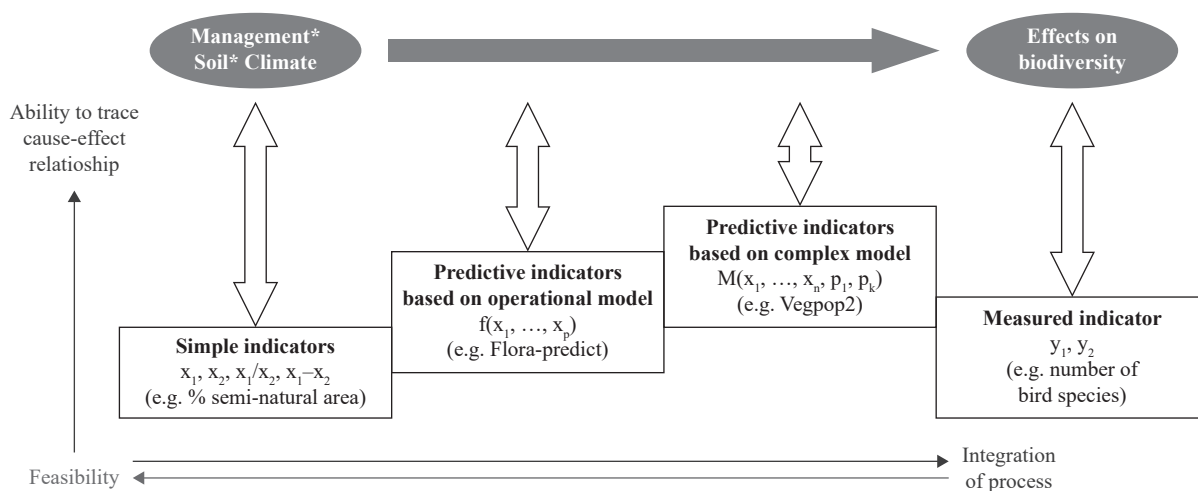 Management*
Soil* Climate
Effects on
biodiversity
Ability to trace
cause-effect
relatioship
Predictive indicators
based on complex model
M(x₁, …, xₙ, p₁, pₖ)
(e.g. Vegpop2)
Predictive indicators
based on operational model
f(x₁, …, xₚ)
(e.g. Flora-predict)
Simple indicators
x₁, x₂, x₁/x₂, x₁–x₂
(e.g. % semi-natural area)
Measured indicator
y₁, y₂
(e.g. number of
bird species)
Feasibility
Integration
of process